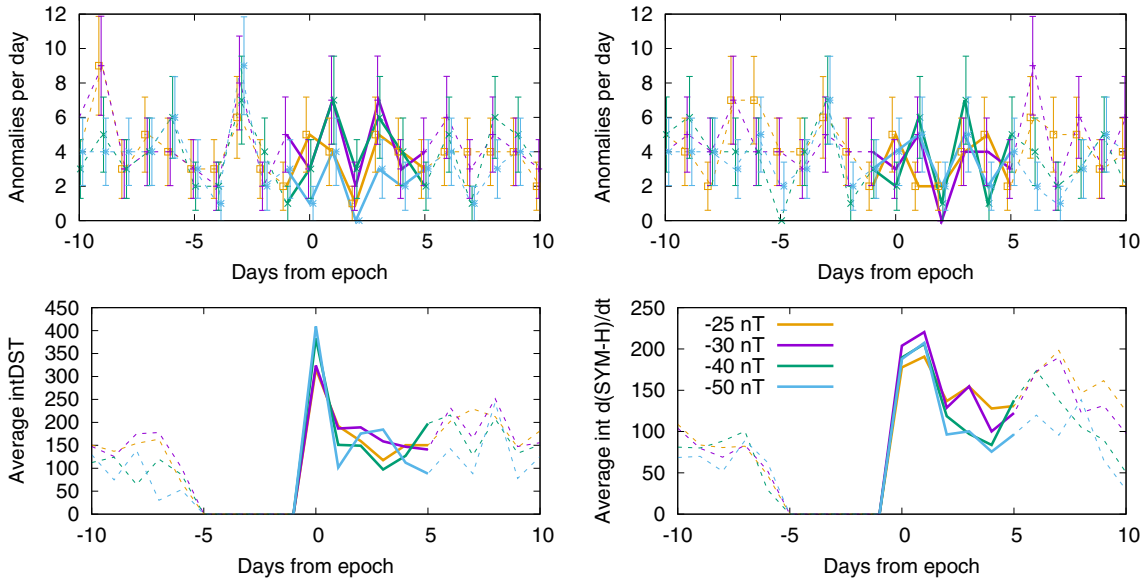 Anomalies per day
12
10
8
6
4
2
0
-10 -5 0 5 10
Days from epoch
Anomalies per day
12
10
8
6
4
2
0
-10 -5 0 5 10
Days from epoch
Average intDST
450
400
350
300
250
200
150
100
50
0
-10 -5 0 5 10
Days from epoch
Average int d(SYM-H)/dt
250
200
150
100
50
0
-10 -5 0 5 10
Days from epoch
-25 nT
-30 nT
-40 nT
-50 nT